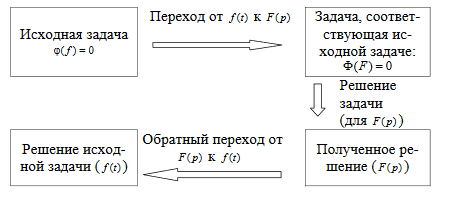 Исходная задача
φ(f) = 0
Переход от f(t) к F(p)
Задача, соответ-
ствующая ис-
ходной задаче:
Φ(F) = 0
Решение
задачи
(для F(p))
Полученное ре-
шение (F(p))
Обратный переход от
F(p) к f(t)
Решение исход-
ной задачи (f(t))